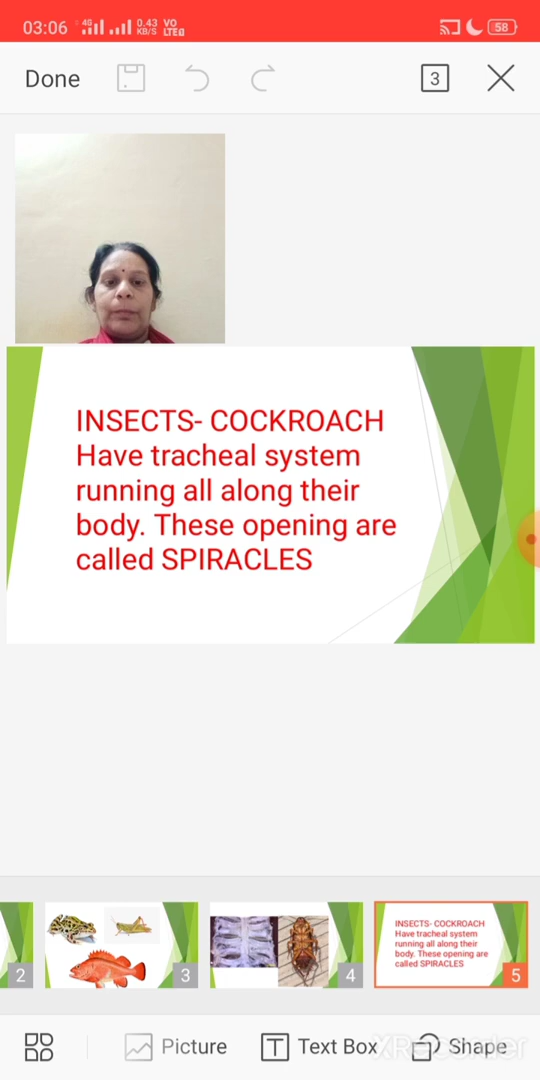 03:06 4G 0.43 KB/S VO LTE 58
Done 3
INSECTS- COCKROACH
Have tracheal system
running all along their
body. These opening are
called SPIRACLES
2 3 4 5
INSECTS- COCKROACH
Have tracheal system
running all along their
body. These opening are
called SPIRACLES
Picture Text Box Shape
XRecorder